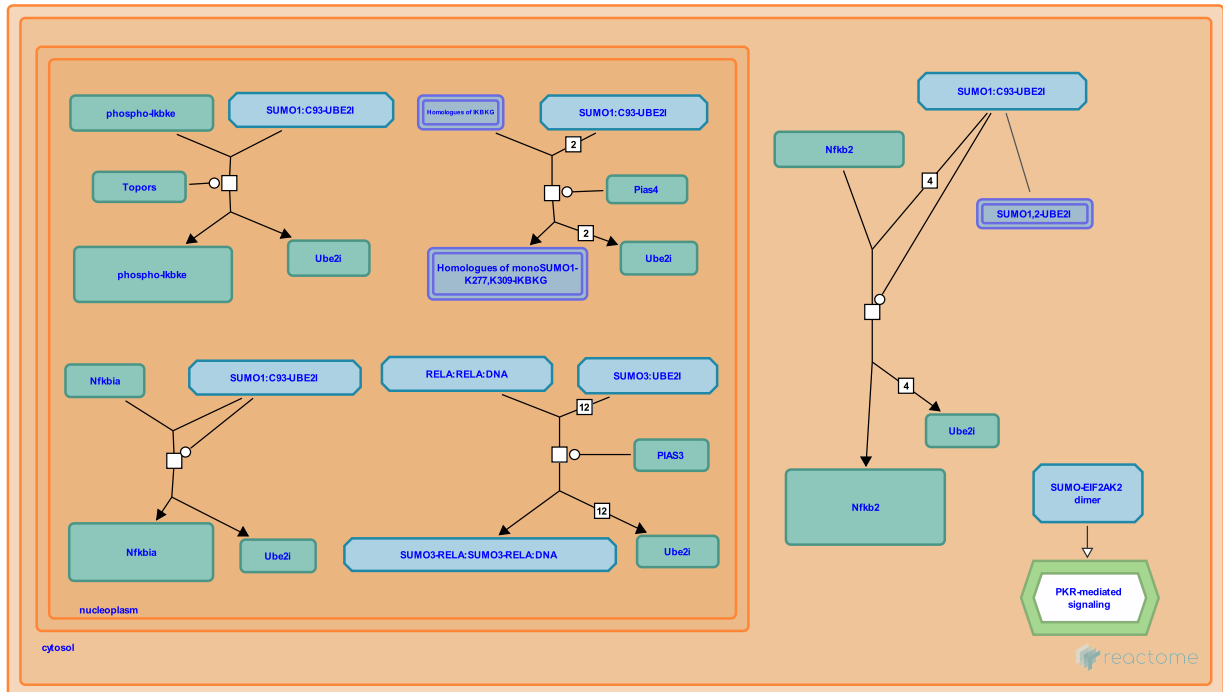 phospho-Ikbke
SUMO1:C93-UBE2I
Topors
phospho-Ikbke
Ube2i
Homologues of IKBKG
SUMO1:C93-UBE2I
2
Pias4
2
Homologues of monoSUMO1-
K277,K309-IKBKG
Ube2i
Nfkbia
SUMO1:C93-UBE2I
Nfkbia
Ube2i
RELA:RELA:DNA
SUMO3:UBE2I
12
PIAS3
12
SUMO3-RELA:SUMO3-RELA:DNA
Ube2i
nucleoplasm
cytosol
SUMO1:C93-UBE2I
Nfkb2
4
SUMO1,2-UBE2I
4
Ube2i
Nfkb2
SUMO-EIF2AK2
dimer
PKR-mediated
signaling
reactome